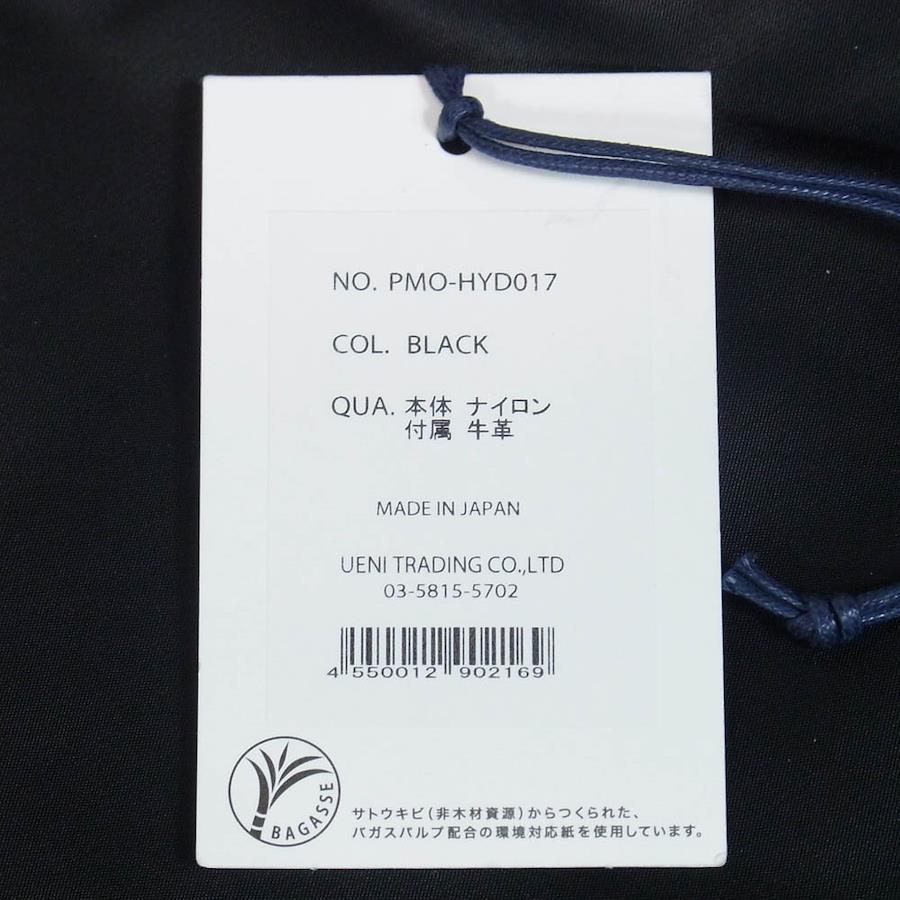 NO. PMO-HYD017
COL. BLACK
QUA. 本体 ナイロン
付属 牛革
MADE IN JAPAN
UENI TRADING CO.,LTD
03-5815-5702
4 550012 902169
BAGASSE
サトウキビ（非木材資源）からつくられた、
バガスパルプ配合の環境対応紙を使用しています。